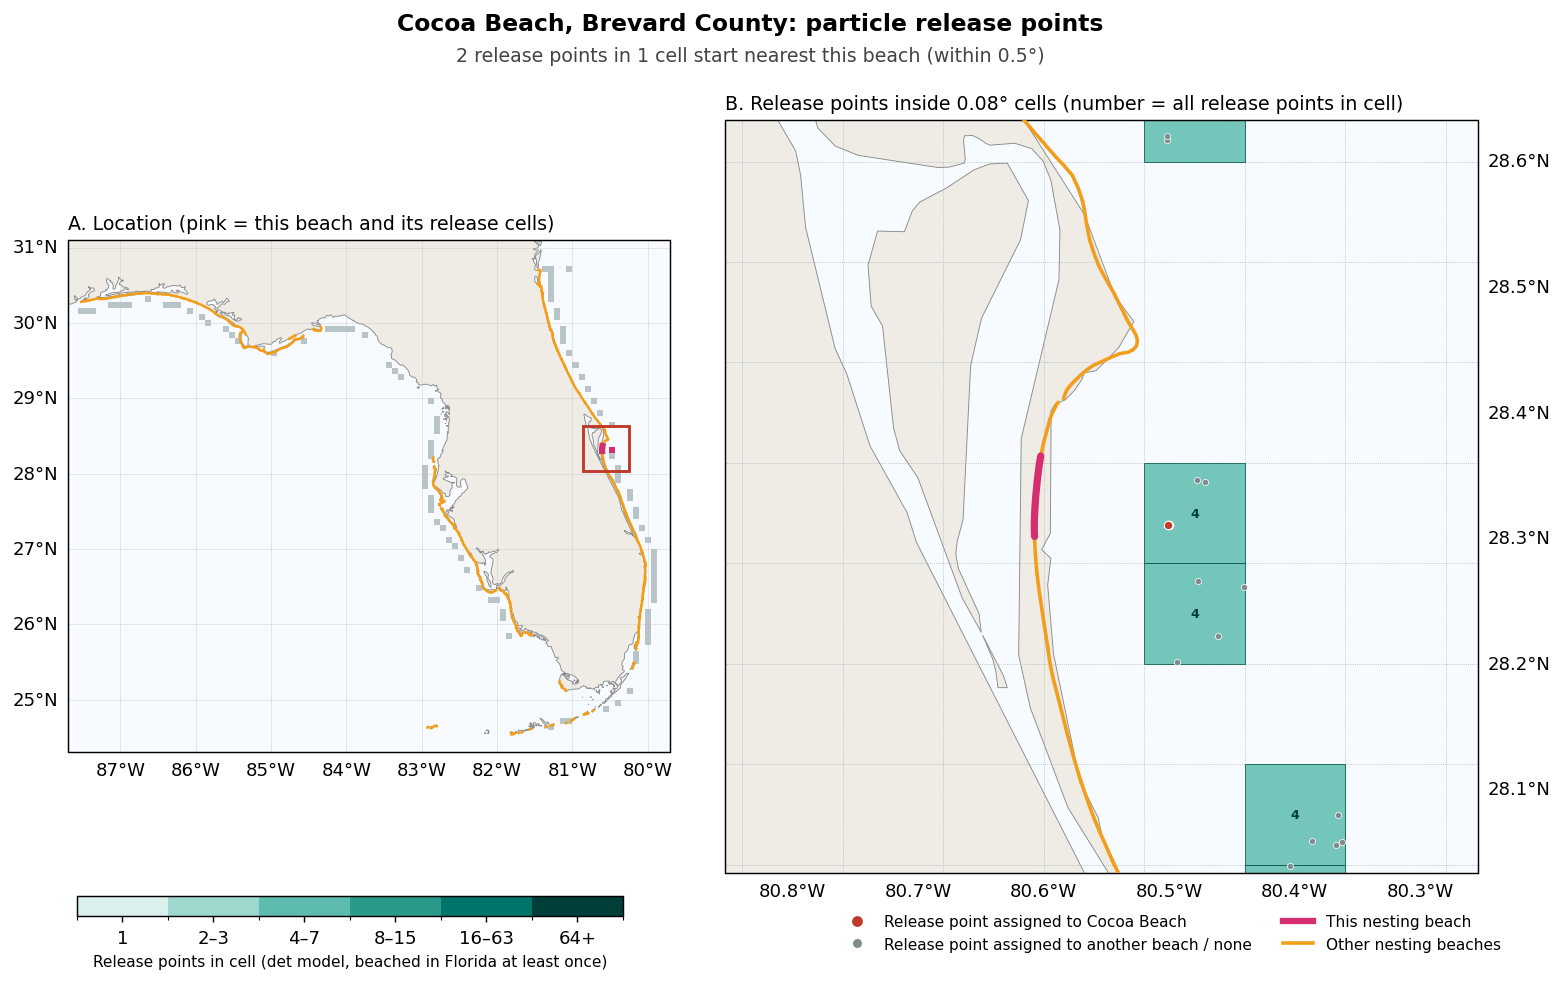 Cocoa Beach, Brevard County: particle release points
2 release points in 1 cell start nearest this beach (within 0.5°)
A. Location (pink = this beach and its release cells)
31°N
30°N
29°N
28°N
27°N
26°N
25°N
87°W 86°W 85°W 84°W 83°W 82°W 81°W 80°W
B. Release points inside 0.08° cells (number = all release points in cell)
4
4
4
28.6°N
28.5°N
28.4°N
28.3°N
28.2°N
28.1°N
80.8°W 80.7°W 80.6°W 80.5°W 80.4°W 80.3°W
1 2–3 4–7 8–15 16–63 64+
Release points in cell (det model, beached in Florida at least once)
Release point assigned to Cocoa Beach
Release point assigned to another beach / none
This nesting beach
Other nesting beaches